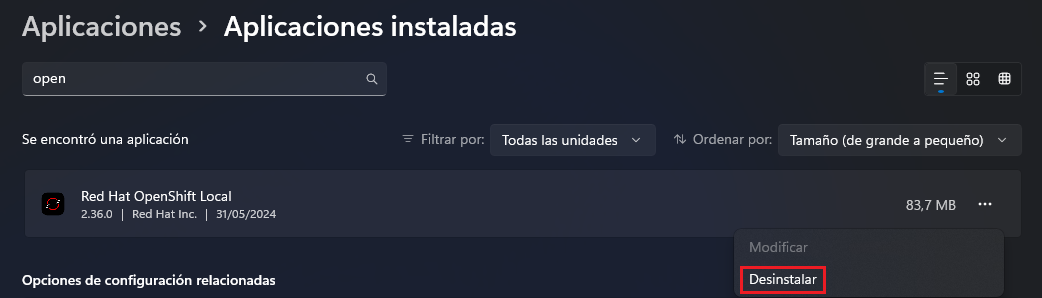 Aplicaciones > Aplicaciones instaladas
open
Se encontró una aplicación Filtrar por: Todas las unidades Ordenar por: Tamaño (de grande a pequeño)
Red Hat OpenShift Local
2.36.0 | Red Hat Inc. | 31/05/2024
83,7 MB
Modificar
Desinstalar
Opciones de configuración relacionadas